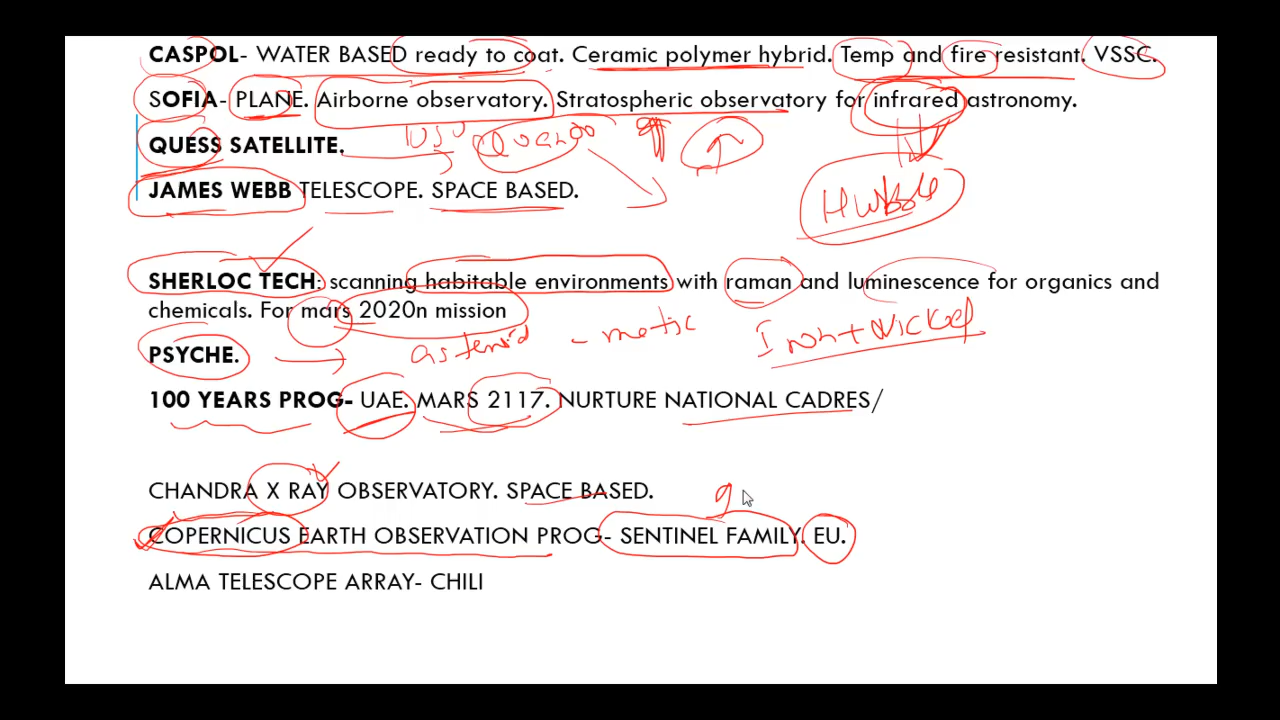 CASPOL- WATER BASED ready to coat. Ceramic polymer hybrid. Temp and fire resistant. VSSC.
SOFIA- PLANE. Airborne observatory. Stratospheric observatory for infrared astronomy.
QUESS SATELLITE.
JAMES WEBB TELESCOPE. SPACE BASED.
Hubble
SHERLOC TECH: scanning habitable environments with raman and luminescence for organics and
chemicals. For mars 2020n mission
PSYCHE. asteroid
100 YEARS PROG- UAE. MARS 2117. NURTURE NATIONAL CADRES/
CHANDRA X RAY OBSERVATORY. SPACE BASED.
COPERNICUS EARTH OBSERVATION PROG- SENTINEL FAMILY. EU.
ALMA TELESCOPE ARRAY- CHILI